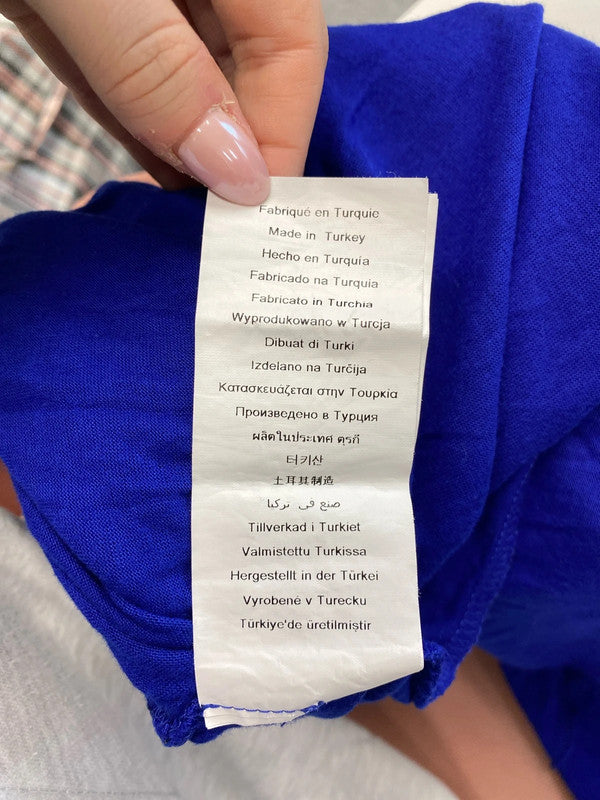 Fabriqué en Turquie
Made in Turkey
Hecho en Turquía
Fabricado na Turquia
Fabbricato in Turchia
Wyprodukowano w Turcja
Dibuat di Turki
Izdelano na Turčija
Κατασκευάζεται στην Τουρκία
Произведено в Турция
ผลิตในประเทศ ตุรกี
터키산
土耳其制造
صنع في تركيا
Tillverkad i Turkiet
Valmistettu Turkissa
Hergestellt in der Türkei
Vyrobené v Turecku
Türkiye'de üretilmiştir